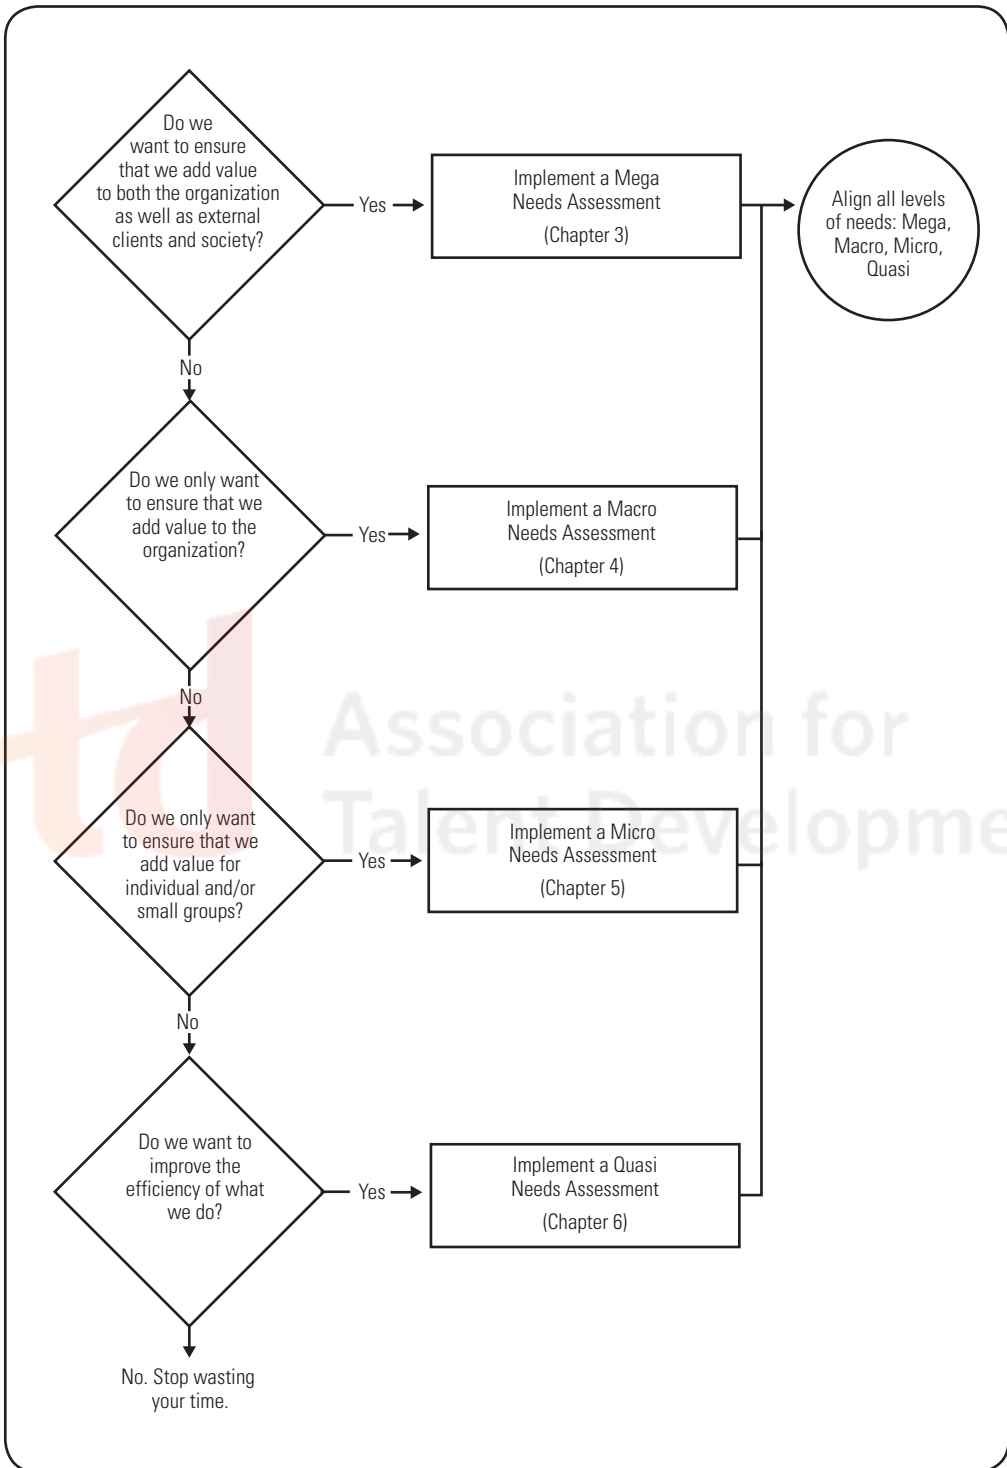 Do we
want to ensure
that we add value
to both the organization
as well as external
clients and society?
Yes
Implement a Mega
Needs Assessment
(Chapter 3)
Align all levels
of needs: Mega,
Macro, Micro,
Quasi
No
Do we only want
to ensure that we
add value to the
organization?
Yes
Implement a Macro
Needs Assessment
(Chapter 4)
No
td
Association for
Talent Developme
Do we only want
to ensure that we
add value for
individual and/or
small groups?
Yes
Implement a Micro
Needs Assessment
(Chapter 5)
No
Do we want to
improve the
efficiency of what
we do?
Yes
Implement a Quasi
Needs Assessment
(Chapter 6)
No. Stop wasting
your time.